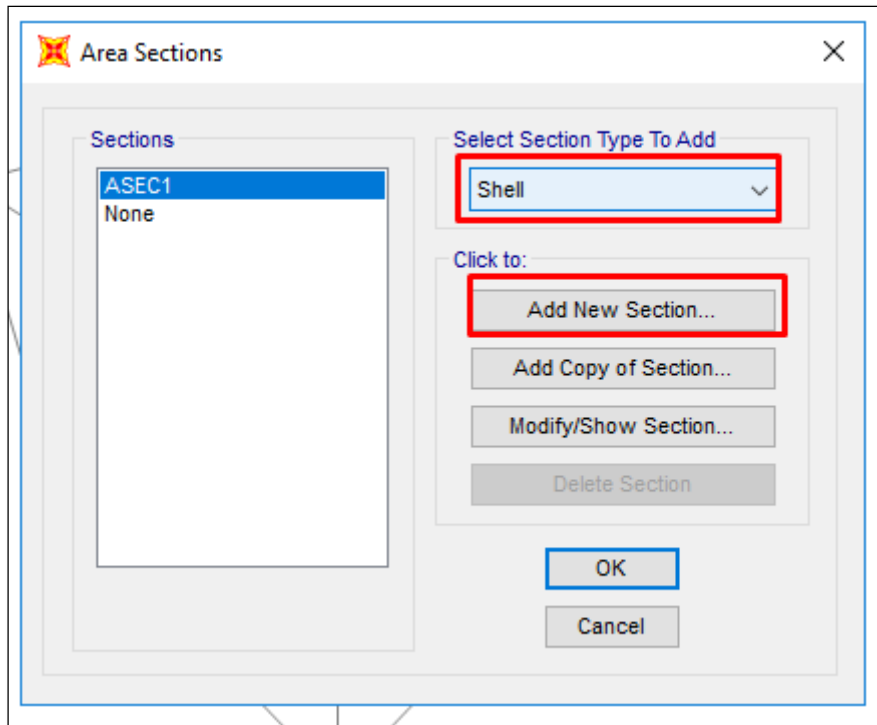 Area Sections
Sections
ASEC1
None
Select Section Type To Add
Shell
Click to:
Add New Section...
Add Copy of Section...
Modify/Show Section...
Delete Section
OK
Cancel